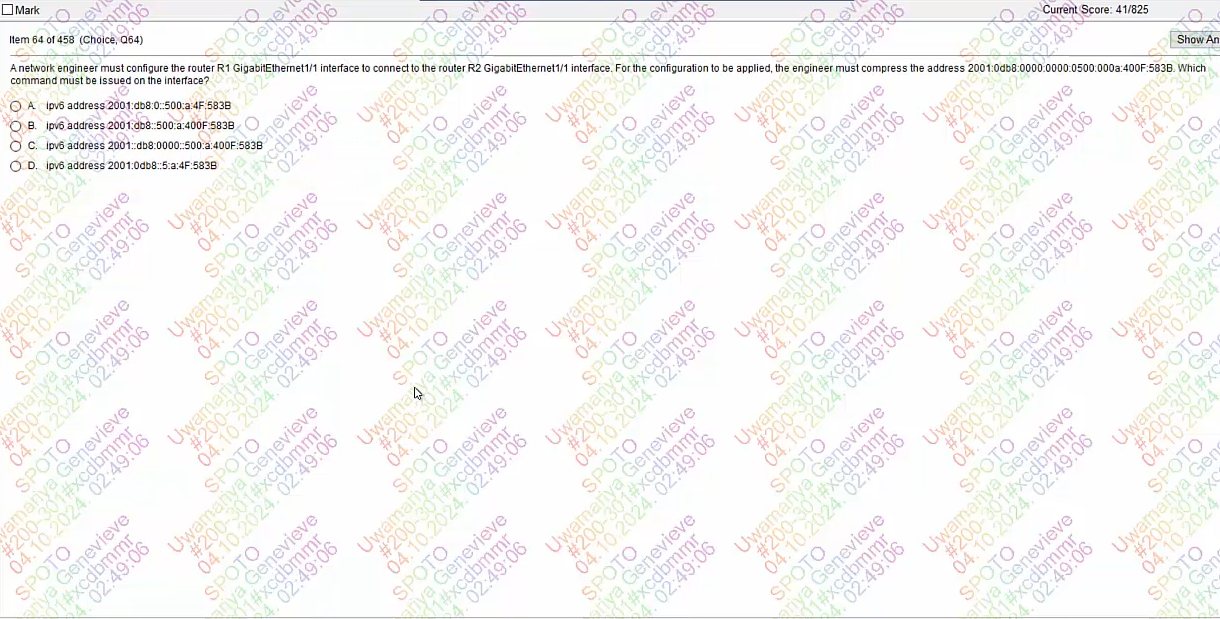 Mark
Current Score: 41/825
Item 64 of 458 (Choice, Q64)
Show An
A network engineer must configure the router R1 GigabitEthernet1/1 interface to connect to the router R2 GigabitEthernet1/1 interface. For the configuration to be applied, the engineer must compress the address 2001:0db8:0000:0000:0500:000a:400F:583B. Which
command must be issued on the interface?
A. ipv6 address 2001:db8:0::500:a:4F:583B
B. ipv6 address 2001:db8::500:a:400F:583B
C. ipv6 address 2001::db8:0000::500:a:400F:583B
D. ipv6 address 2001:0db8::5:a:4F:583B
Uwamariya Genevieve
#200-301#xcdbmmr
04.10.2024. 02:49:06
SPOTO